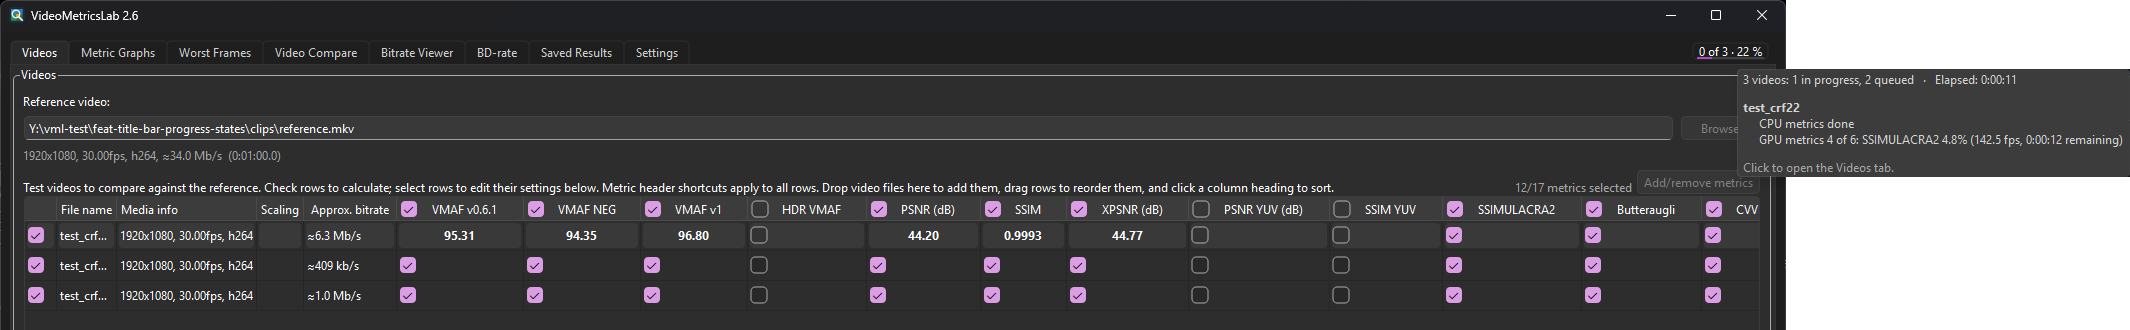 VideoMetricsLab 2.6
Videos Metric Graphs Worst Frames Video Compare Bitrate Viewer BD-rate Saved Results Settings 0 of 3 · 22 %
Videos
3 videos: 1 in progress, 2 queued · Elapsed: 0:00:11
Reference video:
test_crf22
CPU metrics done
Y:\vml-test\feat-title-bar-progress-states\clips\reference.mkv Browse
GPU metrics 4 of 6: SSIMULACRA2 4.8% (142.5 fps, 0:00:12 remaining)
1920x1080, 30.00fps, h264, ≈34.0 Mb/s (0:01:00.0)
Click to open the Videos tab.
Test videos to compare against the reference. Check rows to calculate; select rows to edit their settings below. Metric header shortcuts apply to all rows. Drop video files here to add them, drag rows to reorder them, and click a column heading to sort. 12/17 metrics selected Add/remove metrics
File name Media info Scaling Approx. bitrate VMAF v0.6.1 VMAF NEG VMAF v1 HDR VMAF PSNR (dB) SSIM XPSNR (dB) PSNR YUV (dB) SSIM YUV SSIMULACRA2 Butteraugli CVV
test_crf... 1920x1080, 30.00fps, h264 ≈6.3 Mb/s 95.31 94.35 96.80 44.20 0.9993 44.77
test_crf... 1920x1080, 30.00fps, h264 ≈409 kb/s
test_crf... 1920x1080, 30.00fps, h264 ≈1.0 Mb/s